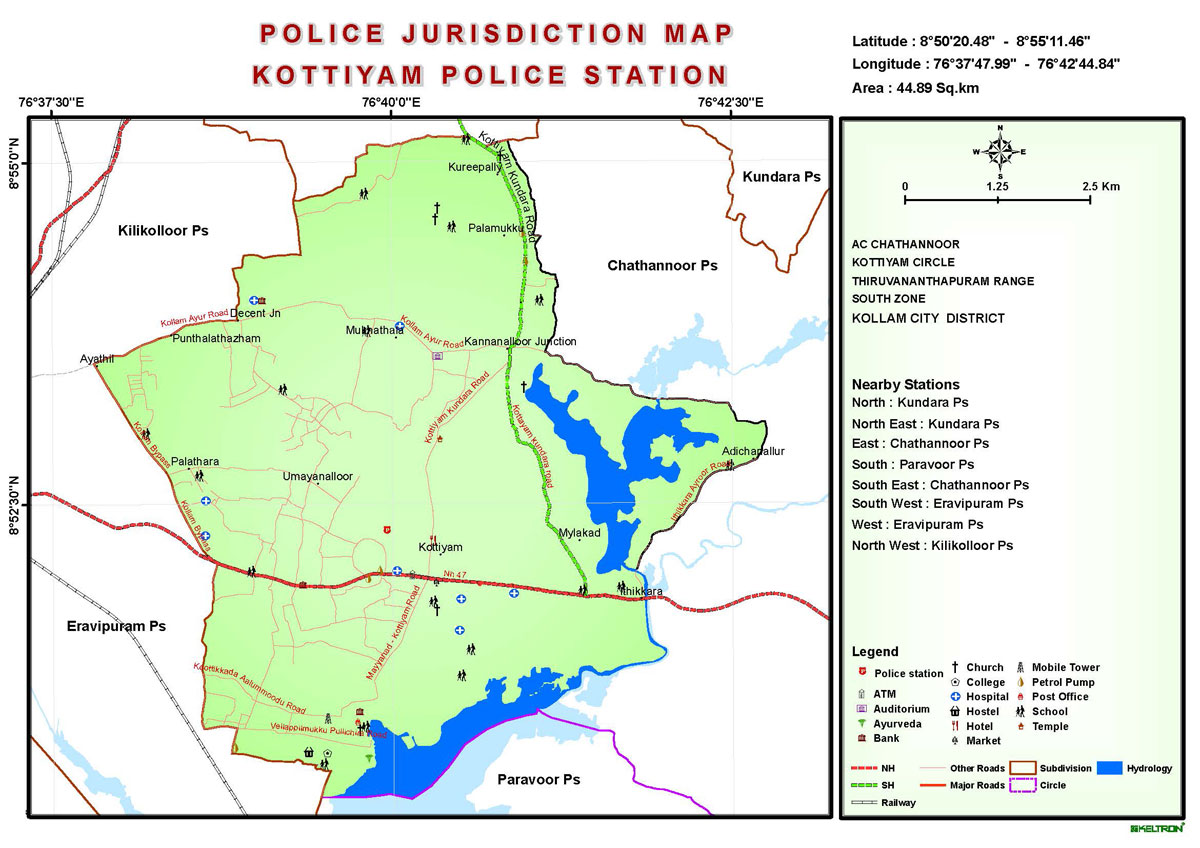 POLICE JURISDICTION MAP
KOTTIYAM POLICE STATION
Latitude : 8°50'20.48" - 8°55'11.46"
Longitude : 76°37'47.99" - 76°42'44.84"
Area : 44.89 Sq.km
76°37'30"E
76°40'0"E
76°42'30"E
8°55'0"N
8°52'30"N
Kottiyam Kundara Road
Kureepally
Kundara Ps
Palamukku
Kilikolloor Ps
Chathannoor Ps
Decent Jn
Kollam Ayur Road
Mukhathala
Kollam Ayur Road
Punthalathazham
Kannanalloor Junction
Ayathil
Kottiyam Kundara Road
Kottayam kundara road
Kollam Bypass
Adichanallur
Palathara
Ithikkara Ayroor Road
Umayanalloor
Kollam Bypass
Mylakad
Kottiyam
Nh 47
Ithikkara
Mayyanad - Kottiyam Road
Eravipuram Ps
Koottikkada Aalummoodu Road
Vellappilmukku Pullichira Road
Paravoor Ps
N
W E
S
0 1.25 2.5 Km
AC CHATHANNOOR
KOTTIYAM CIRCLE
THIRUVANANTHAPURAM RANGE
SOUTH ZONE
KOLLAM CITY DISTRICT
Nearby Stations
North : Kundara Ps
North East : Kundara Ps
East : Chathannoor Ps
South : Paravoor Ps
South East : Chathannoor Ps
South West : Eravipuram Ps
West : Eravipuram Ps
North West : Kilikolloor Ps
Legend
Police station
ATM
Auditorium
Ayurveda
Bank
Church
College
Hospital
Hostel
Hotel
Market
Mobile Tower
Petrol Pump
Post Office
School
Temple
NH
SH
Railway
Other Roads
Major Roads
Subdivision
Circle
Hydrology
KELTRON